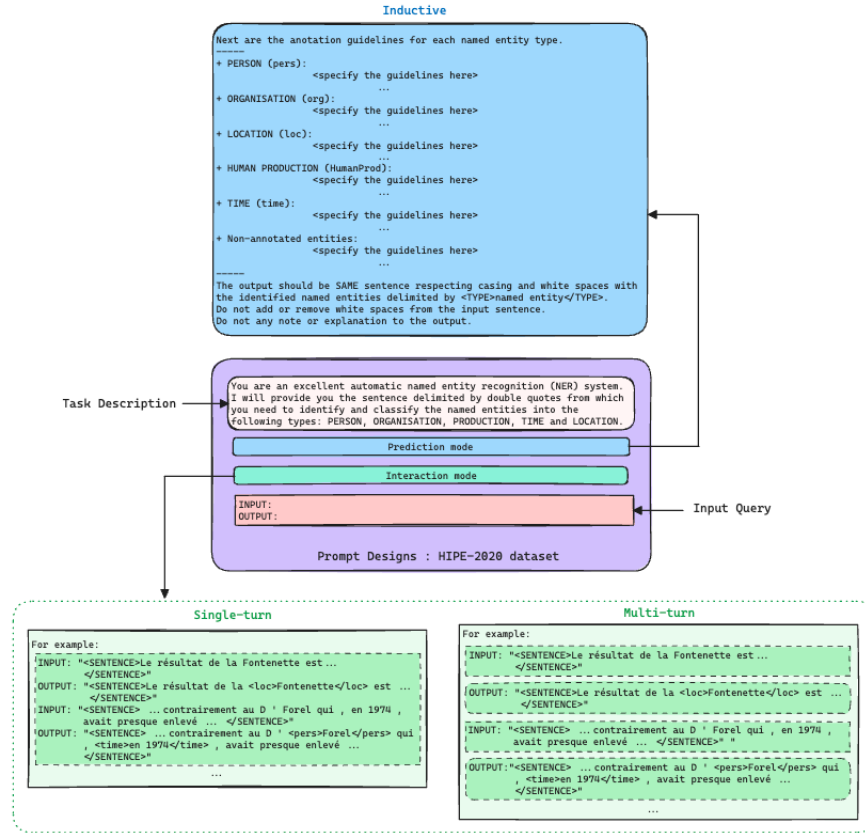 Inductive
Next are the anotation guidelines for each named entity type.
-----
+ PERSON (pers):
<specify the guidelines here>
...
+ ORGANISATION (org):
<specify the guidelines here>
...
+ LOCATION (loc):
<specify the guidelines here>
...
+ HUMAN PRODUCTION (HumanProd):
<specify the guidelines here>
...
+ TIME (time):
<specify the guidelines here>
...
+ Non-annotated entities:
<specify the guidelines here>
...
-----
The output should be SAME sentence respecting casing and white spaces with
the identified named entities delimited by <TYPE>named entity</TYPE>.
Do not add or remove white spaces from the input sentence.
Do not any note or explanation to the output.
Task Description
You are an excellent automatic named entity recognition (NER) system.
I will provide you the sentence delimited by double quotes from which
you need to identify and classify the named entities into the
following types: PERSON, ORGANISATION, PRODUCTION, TIME and LOCATION.
Prediction mode
Interaction mode
INPUT:
OUTPUT:
Input Query
Prompt Designs : HIPE-2020 dataset
Single-turn
For example:
INPUT: "<SENTENCE>Le résultat de la Fontenette est...
</SENTENCE>"
OUTPUT: "<SENTENCE>Le résultat de la <loc>Fontenette</loc> est ...
</SENTENCE>"
INPUT: "<SENTENCE> ...contrairement au D ' Forel qui , en 1974 ,
avait presque enlevé ... </SENTENCE>"
OUTPUT: "<SENTENCE> ...contrairement au D ' <pers>Forel</pers> qui
, <time>en 1974</time> , avait presque enlevé ...
</SENTENCE>"
...
Multi-turn
For example:
INPUT: "<SENTENCE>Le résultat de la Fontenette est...
</SENTENCE>"
OUTPUT: "<SENTENCE>Le résultat de la <loc>Fontenette</loc> est ...
</SENTENCE>"
INPUT: "<SENTENCE> ...contrairement au D ' Forel qui , en 1974 ,
avait presque enlevé ... </SENTENCE>" "
OUTPUT:"<SENTENCE> ...contrairement au D ' <pers>Forel</pers> qui
, <time>en 1974</time> , avait presque enlevé ...
</SENTENCE>"
...